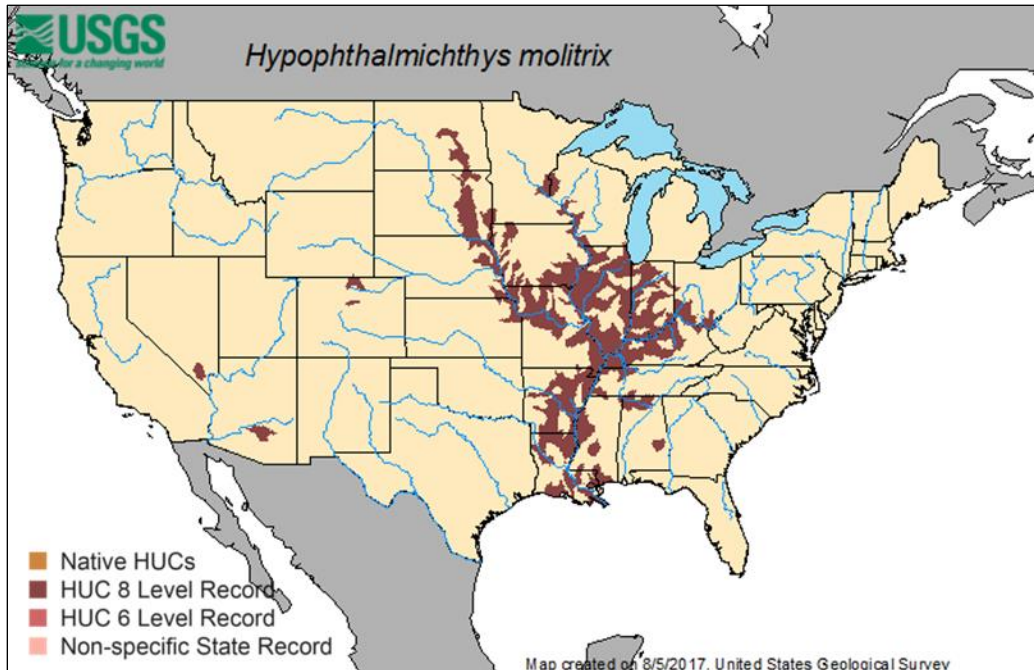 USGS
science for a changing world
Hypophthalmichthys molitrix
Native HUCs
HUC 8 Level Record
HUC 6 Level Record
Non-specific State Record
Map created on 8/5/2017. United States Geological Survey